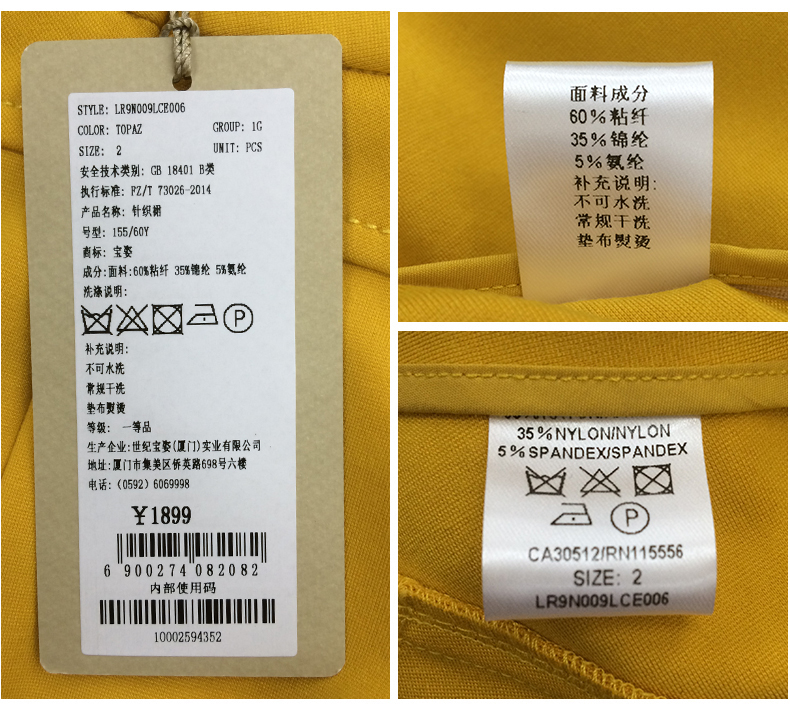 STYLE: LR9N009LCE006
COLOR: TOPAZ GROUP: 1G
SIZE: 2 UNIT: PCS
安全技术类别: GB 18401 B类
执行标准: FZ/T 73026-2014
产品名称: 针织裙
号型: 155/60Y
商标: 宝姿
成分:面料:60%粘纤 35%锦纶 5%氨纶
洗涤说明:
P
补充说明:
不可水洗
常规干洗
垫布熨烫
等级: 一等品
生产企业:世纪宝姿(厦门)实业有限公司
地址:厦门市集美区侨英路698号六楼
电话: (0592) 6069998
¥1899
6 900274 082082
内部使用码
10002594352
面料成分
60%粘纤
35%锦纶
5%氨纶
补充说明:
不可水洗
常规干洗
垫布熨烫
35%NYLON/NYLON
5%SPANDEX/SPANDEX
P
CA30512/RN115556
SIZE: 2
LR9N009LCE006